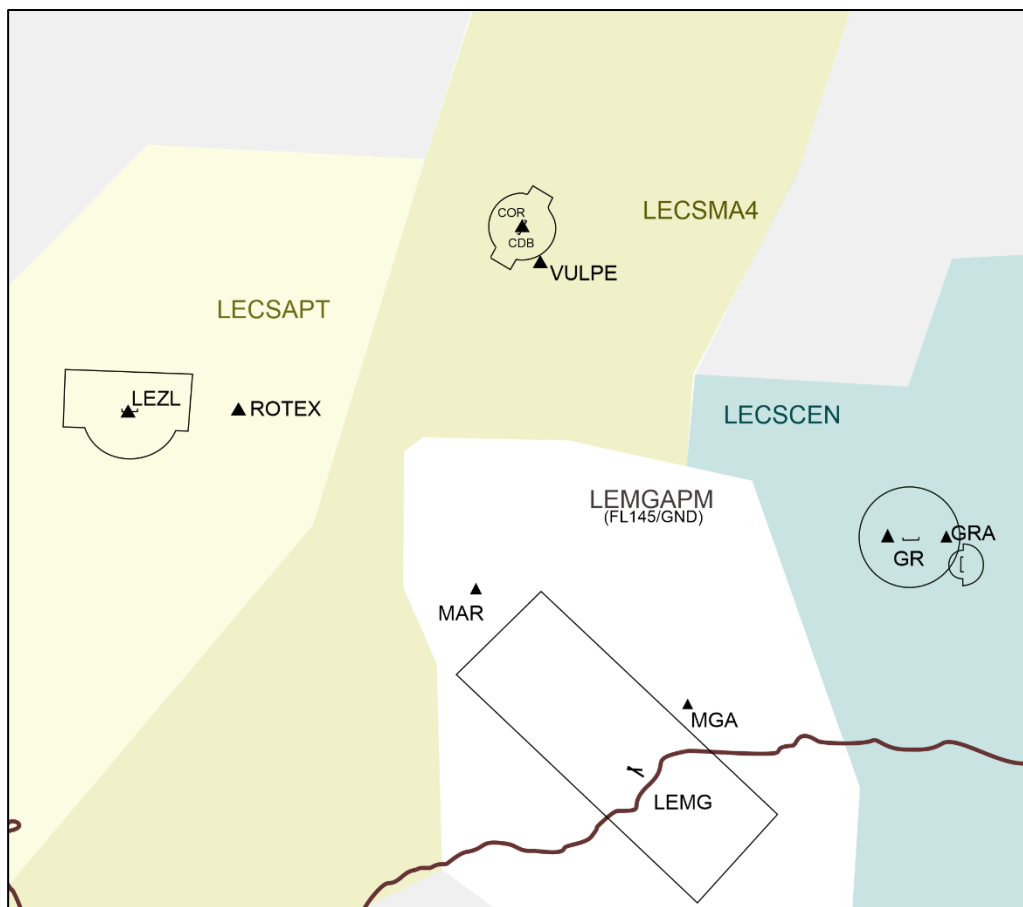 COR
LECSMA4
CDB
VULPE
LECSAPT
LEZL
ROTEX
LECSCEN
LEMGAPM
(FL145/GND)
GRA
GR
MAR
MGA
LEMG